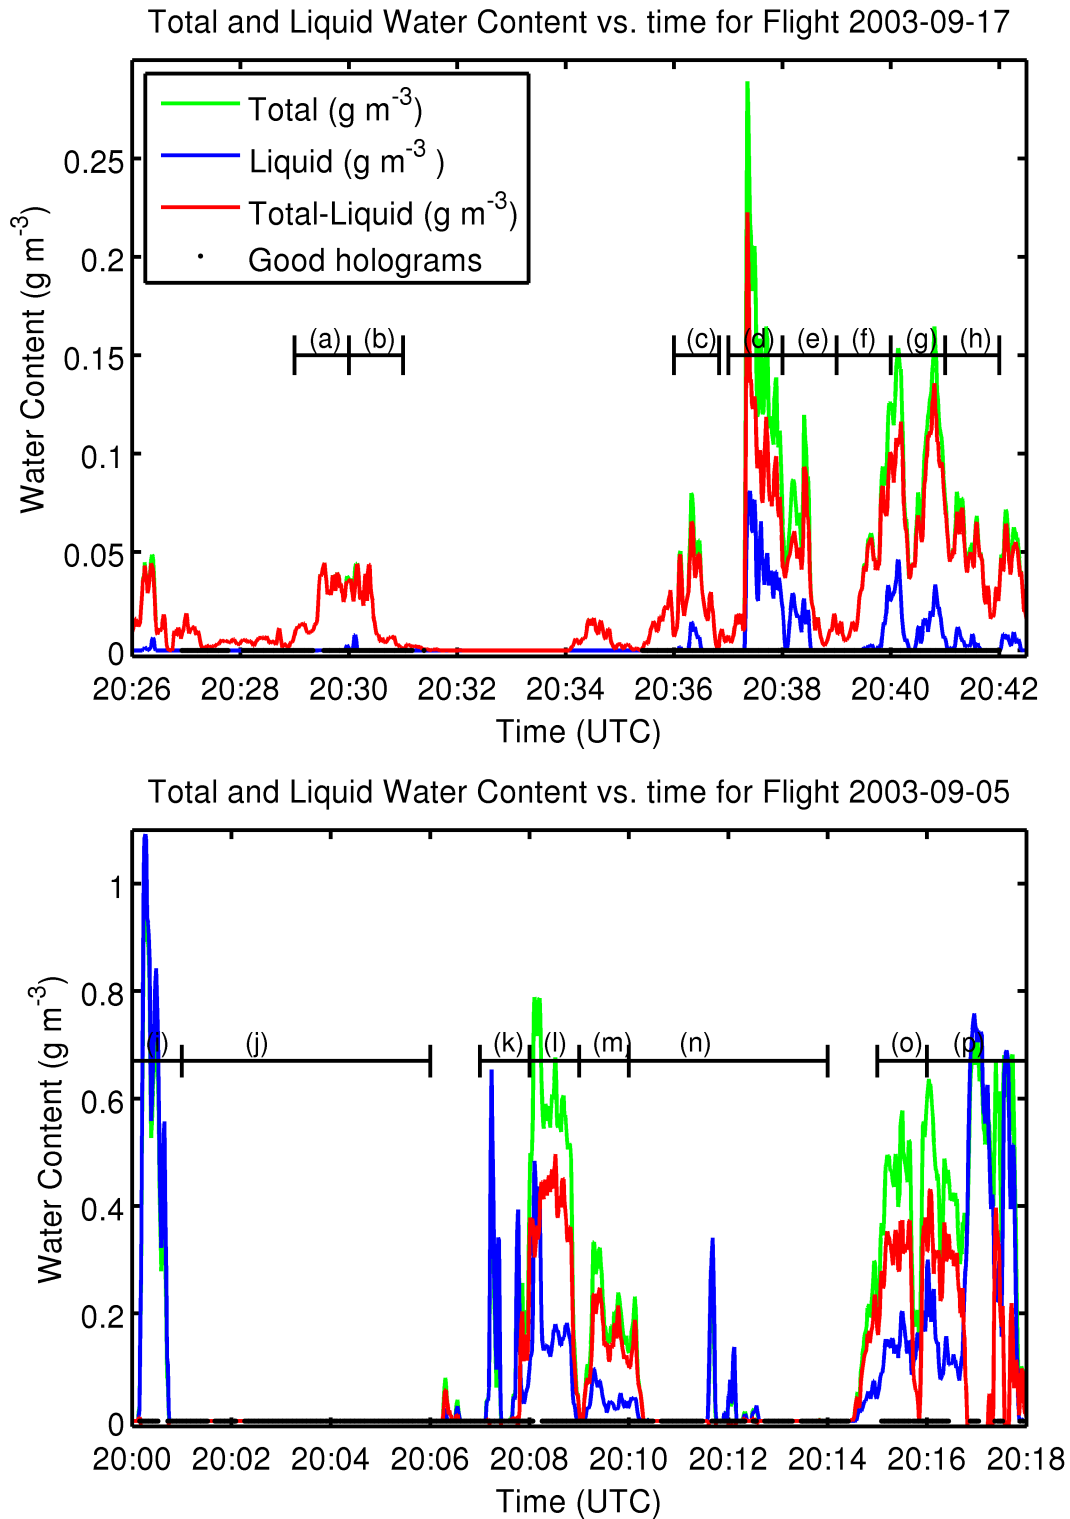 Total and Liquid Water Content vs. time for Flight 2003-09-17
Total (g m-3)
Liquid (g m-3 )
Total-Liquid (g m-3)
Good holograms
Water Content (g m-3)
0.25
0.2
0.15
0.1
0.05
0
(a) (b) (c) (d) (e) (f) (g) (h)
20:26 20:28 20:30 20:32 20:34 20:36 20:38 20:40 20:42
Time (UTC)
Total and Liquid Water Content vs. time for Flight 2003-09-05
Water Content (g m-3)
1
0.8
0.6
0.4
0.2
0
(i) (j) (k) (l) (m) (n) (o) (p)
20:00 20:02 20:04 20:06 20:08 20:10 20:12 20:14 20:16 20:18
Time (UTC)